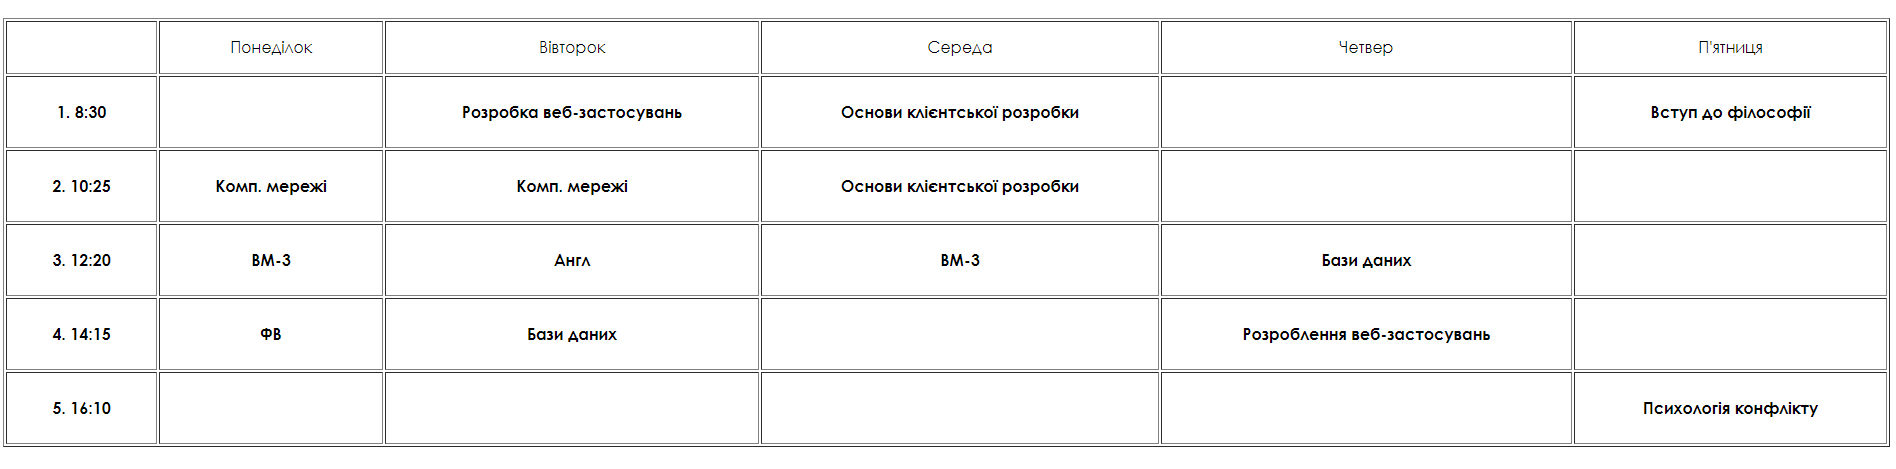 Понеділок Вівторок Середа Четвер П'ятниця
1. 8:30 Розробка веб-застосувань Основи клієнтської розробки Вступ до філософії
2. 10:25 Комп. мережі Комп. мережі Основи клієнтської розробки
3. 12:20 ВМ-3 Англ ВМ-3 Бази даних
4. 14:15 ФВ Бази даних Розроблення веб-застосувань
5. 16:10 Психологія конфлікту